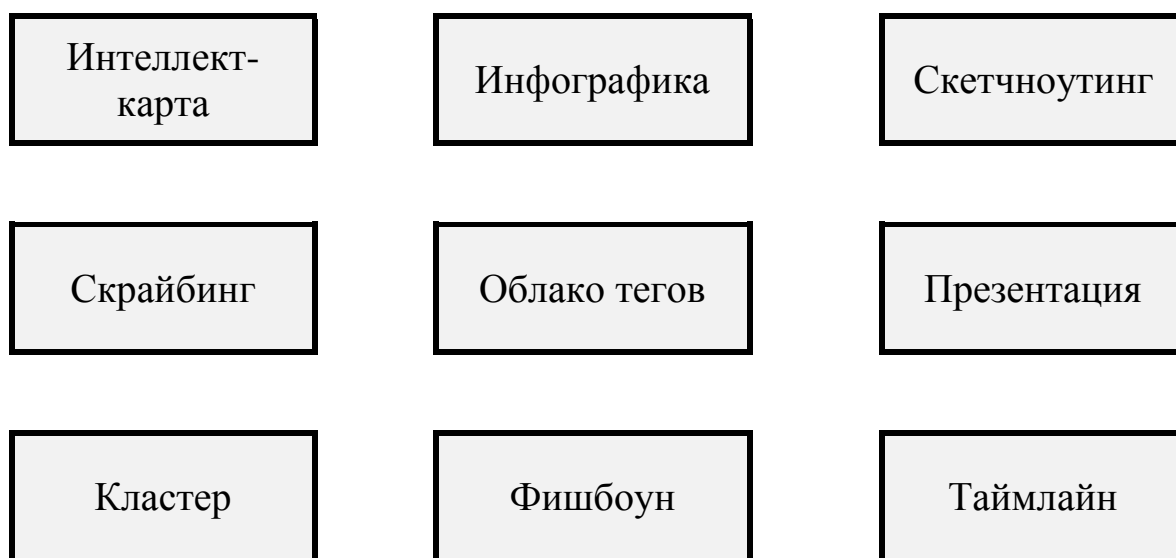 Интеллект-
карта
Инфографика
Скетчноутинг
Скрайбинг
Облако тегов
Презентация
Кластер
Фишбоун
Таймлайн